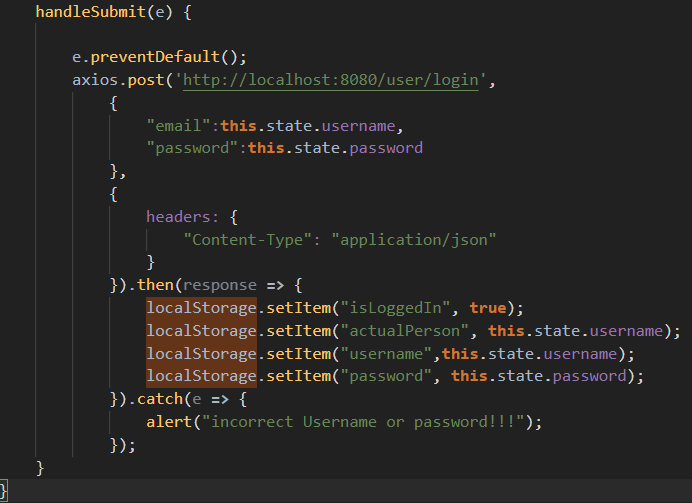 handleSubmit(e) {
e.preventDefault();
axios.post('http://localhost:8080/user/login',
{
"email":this.state.username,
"password":this.state.password
},
{
headers: {
"Content-Type": "application/json"
}
}).then(response => {
localStorage.setItem("isLoggedIn", true);
localStorage.setItem("actualPerson", this.state.username);
localStorage.setItem("username",this.state.username);
localStorage.setItem("password", this.state.password);
}).catch(e => {
alert("incorrect Username or password!!!");
});
}
}